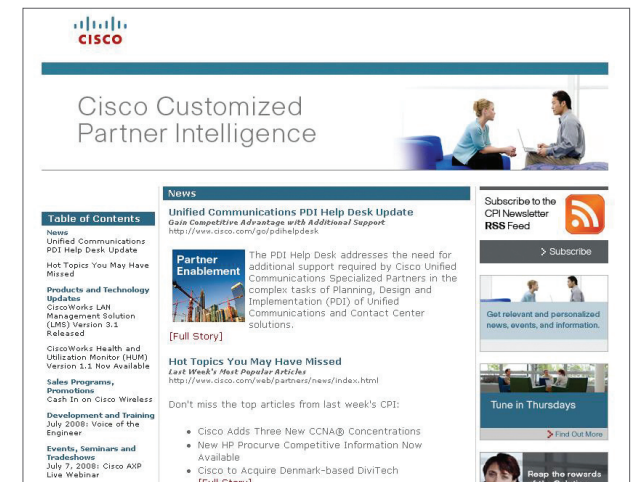 CISCO
Cisco Customized
Partner Intelligence
Table of Contents
News
Unified Communications
PDI Help Desk Update
Hot Topics You May Have
Missed
Products and Technology
Updates
CiscoWorks LAN
Management Solution
(LMS) Version 3.1
Released
CiscoWorks Health and
Utilization Monitor (HUM)
Version 1.1 Now Available
Sales Programs,
Promotions
Cash In on Cisco Wireless
Development and Training
July 2008: Voice of the
Engineer
Events, Seminars and
Tradeshows
July 7, 2008: Cisco AXP
Live Webinar
News
Unified Communications PDI Help Desk Update
Gain Competitive Advantage with Additional Support
http://www.cisco.com/go/pdihelpdesk
Partner
Enablement
The PDI Help Desk addresses the need for
additional support required by Cisco Unified
Communications Specialized Partners in the
complex tasks of Planning, Design and
Implementation (PDI) of Unified
Communications and Contact Center
solutions.
[Full Story]
Hot Topics You May Have Missed
Last Week's Most Popular Articles
http://www.cisco.com/web/partners/news/index.html
Don't miss the top articles from last week's CPI:
• Cisco Adds Three New CCNA® Concentrations
• New HP Procurve Competitive Information Now
Available
• Cisco to Acquire Denmark-based DiviTech
[Full Story]
Subscribe to the
CPI Newsletter
RSS Feed
> Subscribe
Get relevant and personalized
news, events, and information.
Tune in Thursdays
> Find Out More
Reap the rewards